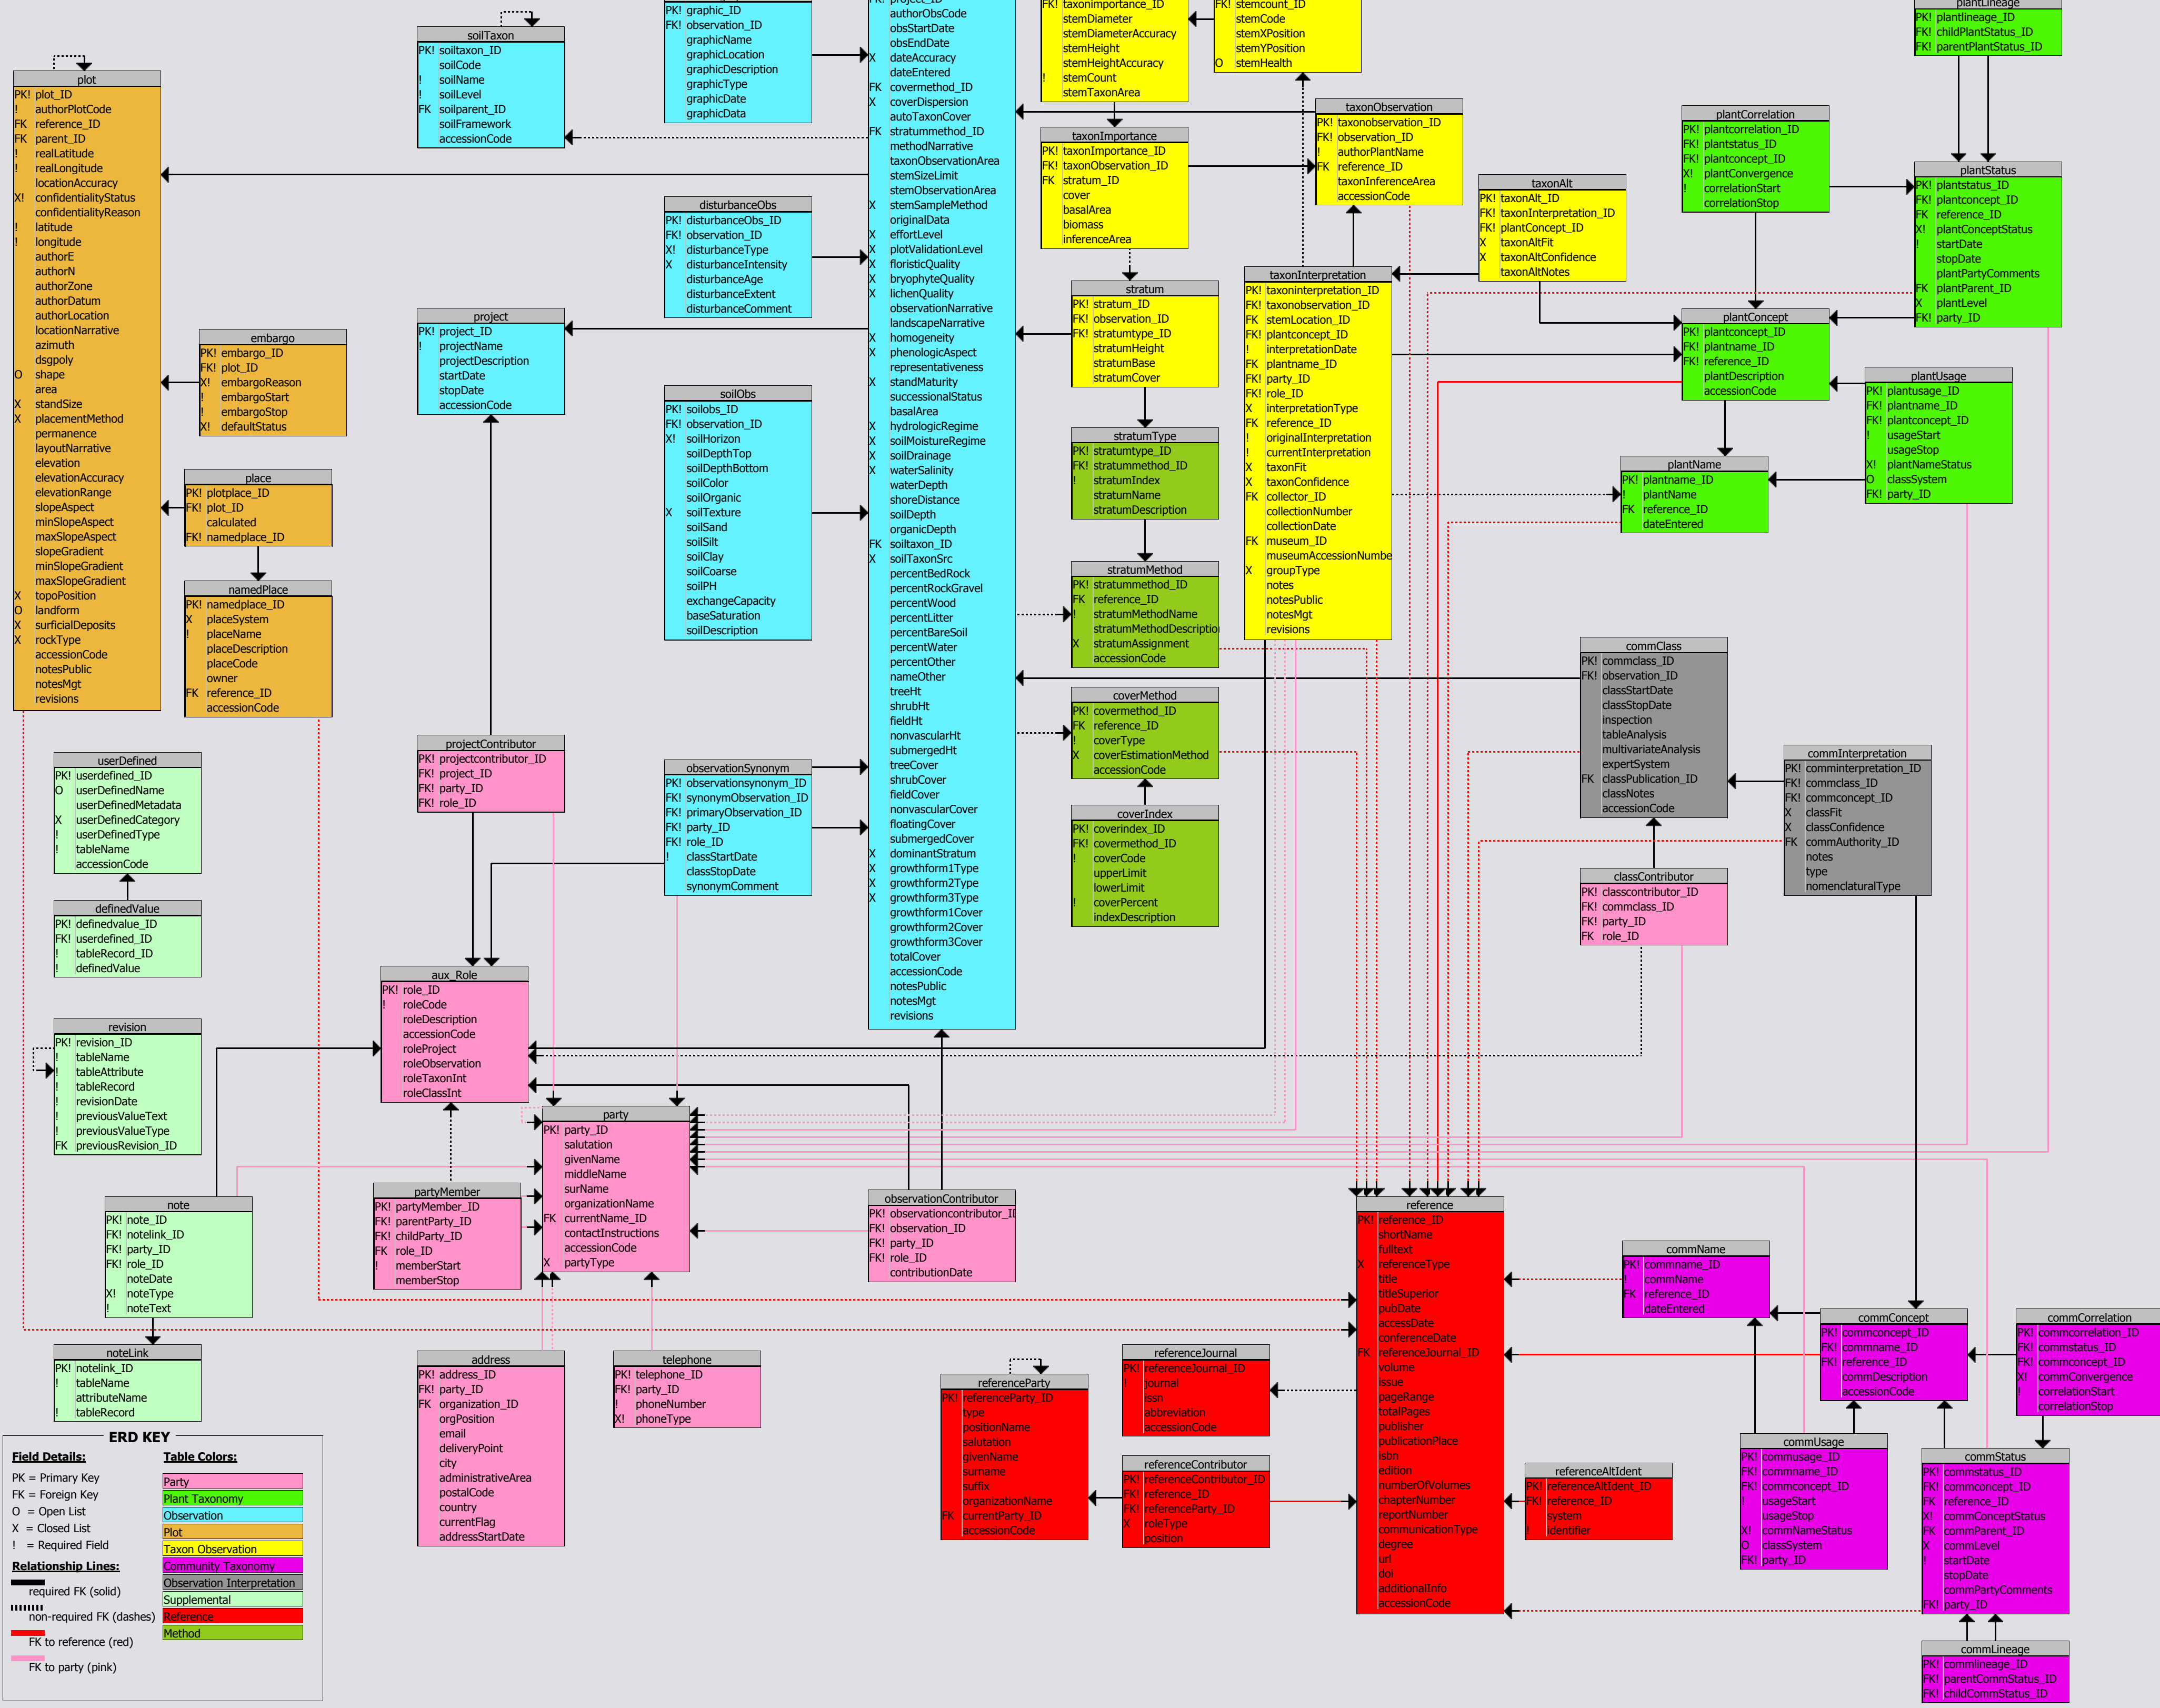 soilTaxon
PK! soiltaxon_ID
soilCode
! soilName
! soilLevel
FK soilparent_ID
soilFramework
accessionCode
PK! graphic_ID
FK! observation_ID
graphicName
graphicLocation
graphicDescription
graphicType
graphicDate
graphicData
authorObsCode
obsStartDate
obsEndDate
X dateAccuracy
dateEntered
FK covermethod_ID
X coverDispersion
autoTaxonCover
FK stratummethod_ID
methodNarrative
taxonObservationArea
stemSizeLimit
stemObservationArea
X stemSampleMethod
originalData
X effortLevel
X plotValidationLevel
X floristicQuality
X bryophyteQuality
X lichenQuality
observationNarrative
landscapeNarrative
X homogeneity
X phenologicAspect
representativeness
X standMaturity
successionalStatus
basalArea
X hydrologicRegime
X soilMoistureRegime
X soilDrainage
X waterSalinity
waterDepth
shoreDistance
soilDepth
organicDepth
FK soiltaxon_ID
X soilTaxonSrc
percentBedRock
percentRockGravel
percentWood
percentLitter
percentBareSoil
percentWater
percentOther
nameOther
treeHt
shrubHt
fieldHt
nonvascularHt
submergedHt
treeCover
shrubCover
fieldCover
nonvascularCover
floatingCover
submergedCover
X dominantStratum
X growthform1Type
X growthform2Type
X growthform3Type
growthform1Cover
growthform2Cover
growthform3Cover
totalCover
accessionCode
notesPublic
notesMgt
revisions
FK! taxonimportance_ID
stemDiameter
stemDiameterAccuracy
stemHeight
stemHeightAccuracy
! stemCount
stemTaxonArea
FK! stemcount_ID
stemCode
stemXPosition
stemYPosition
O stemHealth
plantLineage
PK! plantlineage_ID
FK! childPlantStatus_ID
FK! parentPlantStatus_ID
plot
PK! plot_ID
! authorPlotCode
FK reference_ID
FK parent_ID
! realLatitude
! realLongitude
locationAccuracy
X! confidentialityStatus
confidentialityReason
! latitude
! longitude
authorE
authorN
authorZone
authorDatum
authorLocation
locationNarrative
azimuth
dsgpoly
O shape
area
X standSize
X placementMethod
permanence
layoutNarrative
elevation
elevationAccuracy
elevationRange
slopeAspect
minSlopeAspect
maxSlopeAspect
slopeGradient
minSlopeGradient
maxSlopeGradient
X topoPosition
O landform
X surficialDeposits
X rockType
accessionCode
notesPublic
notesMgt
revisions
embargo
PK! embargo_ID
FK! plot_ID
X! embargoReason
! embargoStart
! embargoStop
X! defaultStatus
place
PK! plotplace_ID
FK! plot_ID
calculated
FK! namedplace_ID
namedPlace
PK! namedplace_ID
X placeSystem
! placeName
placeDescription
placeCode
owner
FK reference_ID
accessionCode
project
PK! project_ID
! projectName
projectDescription
startDate
stopDate
accessionCode
disturbanceObs
PK! disturbanceObs_ID
FK! observation_ID
X! disturbanceType
X disturbanceIntensity
disturbanceAge
disturbanceExtent
disturbanceComment
soilObs
PK! soilobs_ID
FK! observation_ID
X! soilHorizon
soilDepthTop
soilDepthBottom
soilColor
soilOrganic
X soilTexture
soilSand
soilSilt
soilClay
soilCoarse
soilPH
exchangeCapacity
baseSaturation
soilDescription
taxonImportance
PK! taxonImportance_ID
FK! taxonObservation_ID
FK stratum_ID
cover
basalArea
biomass
inferenceArea
stratum
PK! stratum_ID
FK! observation_ID
FK! stratumtype_ID
stratumHeight
stratumBase
stratumCover
stratumType
PK! stratumtype_ID
FK! stratummethod_ID
! stratumIndex
stratumName
stratumDescription
stratumMethod
PK! stratummethod_ID
FK reference_ID
! stratumMethodName
stratumMethodDescriptio
X stratumAssignment
accessionCode
coverMethod
PK! covermethod_ID
FK reference_ID
! coverType
X coverEstimationMethod
accessionCode
coverIndex
PK! coverindex_ID
FK! covermethod_ID
! coverCode
upperLimit
lowerLimit
! coverPercent
indexDescription
taxonObservation
PK! taxonobservation_ID
FK! observation_ID
! authorPlantName
FK reference_ID
taxonInferenceArea
accessionCode
taxonAlt
PK! taxonAlt_ID
FK! taxonInterpretation_ID
FK! plantConcept_ID
X taxonAltFit
X taxonAltConfidence
taxonAltNotes
taxonInterpretation
PK! taxoninterpretation_ID
FK! taxonobservation_ID
FK stemLocation_ID
FK! plantconcept_ID
! interpretationDate
FK plantname_ID
FK! party_ID
FK! role_ID
X interpretationType
FK reference_ID
! originalInterpretation
! currentInterpretation
X taxonFit
X taxonConfidence
FK collector_ID
collectionNumber
collectionDate
FK museum_ID
museumAccessionNumbe
X groupType
notes
notesPublic
notesMgt
revisions
plantCorrelation
PK! plantcorrelation_ID
FK! plantstatus_ID
FK! plantconcept_ID
X! plantConvergence
! correlationStart
correlationStop
plantStatus
PK! plantstatus_ID
FK! plantconcept_ID
FK reference_ID
X! plantConceptStatus
! startDate
stopDate
plantPartyComments
FK plantParent_ID
X plantLevel
FK! party_ID
plantConcept
PK! plantconcept_ID
FK! plantname_ID
FK! reference_ID
plantDescription
accessionCode
plantUsage
PK! plantusage_ID
FK! plantname_ID
FK! plantconcept_ID
! usageStart
usageStop
X! plantNameStatus
O classSystem
FK! party_ID
plantName
PK! plantname_ID
! plantName
FK reference_ID
dateEntered
commClass
PK! commclass_ID
FK! observation_ID
classStartDate
classStopDate
inspection
tableAnalysis
multivariateAnalysis
expertSystem
FK classPublication_ID
classNotes
accessionCode
commInterpretation
PK! comminterpretation_ID
FK! commclass_ID
FK! commconcept_ID
X classFit
X classConfidence
FK commAuthority_ID
notes
type
nomenclaturalType
classContributor
PK! classcontributor_ID
FK! commclass_ID
FK! party_ID
FK role_ID
userDefined
PK! userdefined_ID
O userDefinedName
userDefinedMetadata
X userDefinedCategory
! userDefinedType
! tableName
accessionCode
definedValue
PK! definedvalue_ID
FK! userdefined_ID
! tableRecord_ID
! definedValue
revision
PK! revision_ID
! tableName
! tableAttribute
! tableRecord
! revisionDate
! previousValueText
! previousValueType
FK previousRevision_ID
projectContributor
PK! projectcontributor_ID
FK! project_ID
FK! party_ID
FK! role_ID
observationSynonym
PK! observationsynonym_ID
FK! synonymObservation_ID
FK! primaryObservation_ID
FK! party_ID
FK! role_ID
! classStartDate
classStopDate
synonymComment
aux_Role
PK! role_ID
! roleCode
roleDescription
accessionCode
roleProject
roleObservation
roleTaxonInt
roleClassInt
party
PK! party_ID
salutation
givenName
middleName
surName
organizationName
FK currentName_ID
contactInstructions
accessionCode
X partyType
partyMember
PK! partyMember_ID
FK! parentParty_ID
FK! childParty_ID
FK role_ID
! memberStart
memberStop
observationContributor
PK! observationcontributor_ID
FK! observation_ID
FK! party_ID
FK! role_ID
contributionDate
note
PK! note_ID
FK! notelink_ID
FK! party_ID
FK! role_ID
noteDate
X! noteType
! noteText
noteLink
PK! notelink_ID
! tableName
attributeName
! tableRecord
address
PK! address_ID
FK! party_ID
FK organization_ID
orgPosition
email
deliveryPoint
city
administrativeArea
postalCode
country
currentFlag
addressStartDate
telephone
PK! telephone_ID
FK! party_ID
! phoneNumber
X! phoneType
referenceParty
PK! referenceParty_ID
type
positionName
salutation
givenName
surname
suffix
organizationName
FK currentParty_ID
accessionCode
referenceJournal
PK! referenceJournal_ID
! journal
issn
abbreviation
accessionCode
referenceContributor
PK! referenceContributor_ID
FK! reference_ID
FK! referenceParty_ID
X roleType
position
reference
PK! reference_ID
shortName
fulltext
X referenceType
title
titleSuperior
pubDate
accessDate
conferenceDate
FK referenceJournal_ID
volume
issue
pageRange
totalPages
publisher
publicationPlace
isbn
edition
numberOfVolumes
chapterNumber
reportNumber
communicationType
degree
url
doi
additionalInfo
accessionCode
referenceAltIdent
PK! referenceAltIdent_ID
FK! reference_ID
system
! identifier
commName
PK! commname_ID
! commName
FK reference_ID
dateEntered
commConcept
PK! commconcept_ID
FK! commname_ID
FK! reference_ID
commDescription
accessionCode
commCorrelation
PK! commcorrelation_ID
FK! commstatus_ID
FK! commconcept_ID
X! commConvergence
! correlationStart
correlationStop
commUsage
PK! commusage_ID
FK! commname_ID
FK! commconcept_ID
! usageStart
usageStop
X! commNameStatus
O classSystem
FK! party_ID
commStatus
PK! commstatus_ID
FK! commconcept_ID
FK reference_ID
X! commConceptStatus
FK commParent_ID
X commLevel
! startDate
stopDate
commPartyComments
FK! party_ID
commLineage
PK! commlineage_ID
FK! parentCommStatus_ID
FK! childCommStatus_ID
ERD KEY
Field Details:
PK = Primary Key
FK = Foreign Key
O = Open List
X = Closed List
! = Required Field
Relationship Lines:
required FK (solid)
non-required FK (dashes)
FK to reference (red)
FK to party (pink)
Table Colors:
Party
Plant Taxonomy
Observation
Plot
Taxon Observation
Community Taxonomy
Observation Interpretation
Supplemental
Reference
Method